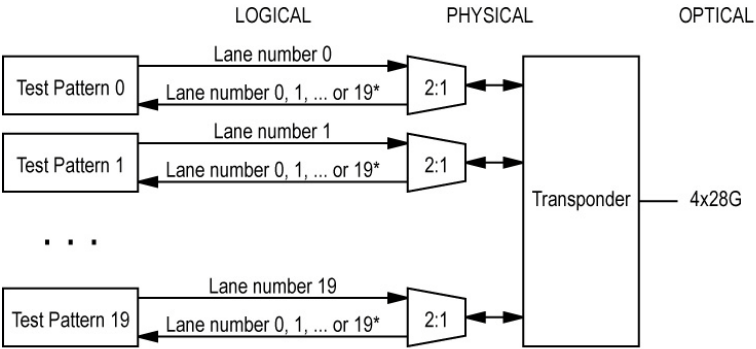 LOGICAL PHYSICAL OPTICAL
Lane number 0
Test Pattern 0
Lane number 0, 1, ... or 19*
2:1
Lane number 1
Test Pattern 1
Lane number 0, 1, ... or 19*
2:1
Transponder
4x28G
. . .
Lane number 19
Test Pattern 19
Lane number 0, 1, ... or 19*
2:1